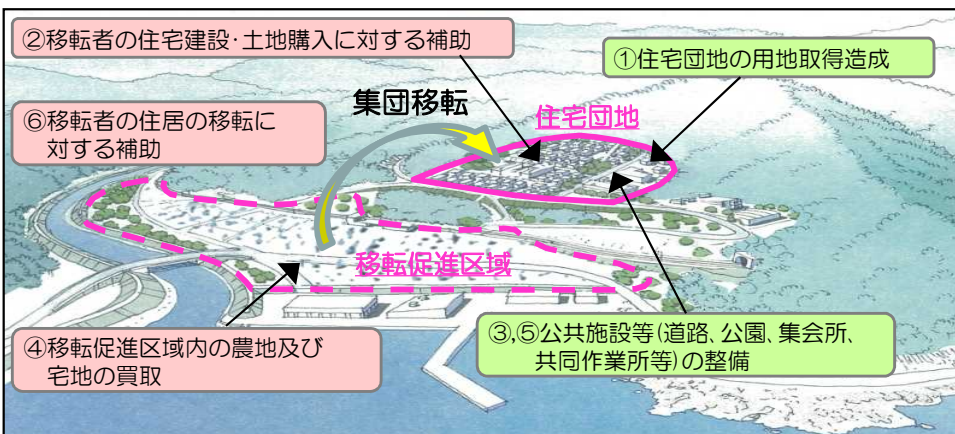 ②移転者の住宅建設・土地購入に対する補助
①住宅団地の用地取得造成
集団移転
住宅団地
⑥移転者の住居の移転に
対する補助
移転促進区域
④移転促進区域内の農地及び
宅地の買取
③,⑤公共施設等(道路、公園、集会所、
共同作業所等)の整備